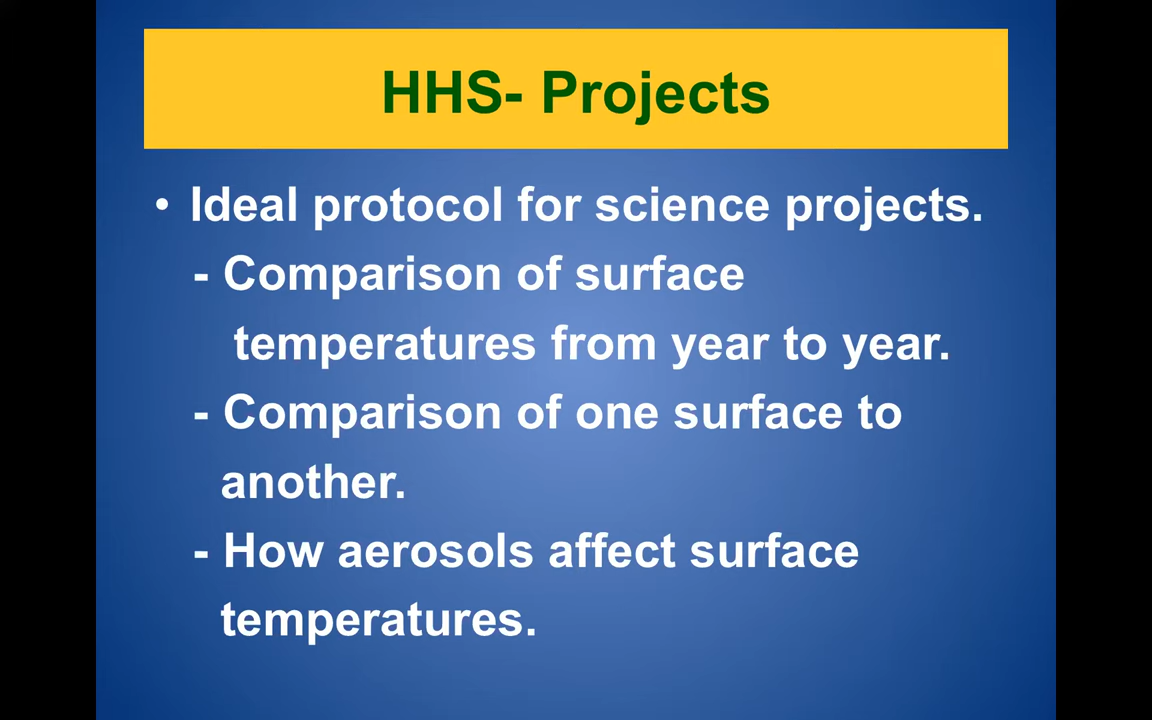 HHS- Projects
• Ideal protocol for science projects.
- Comparison of surface
temperatures from year to year.
- Comparison of one surface to
another.
- How aerosols affect surface
temperatures.